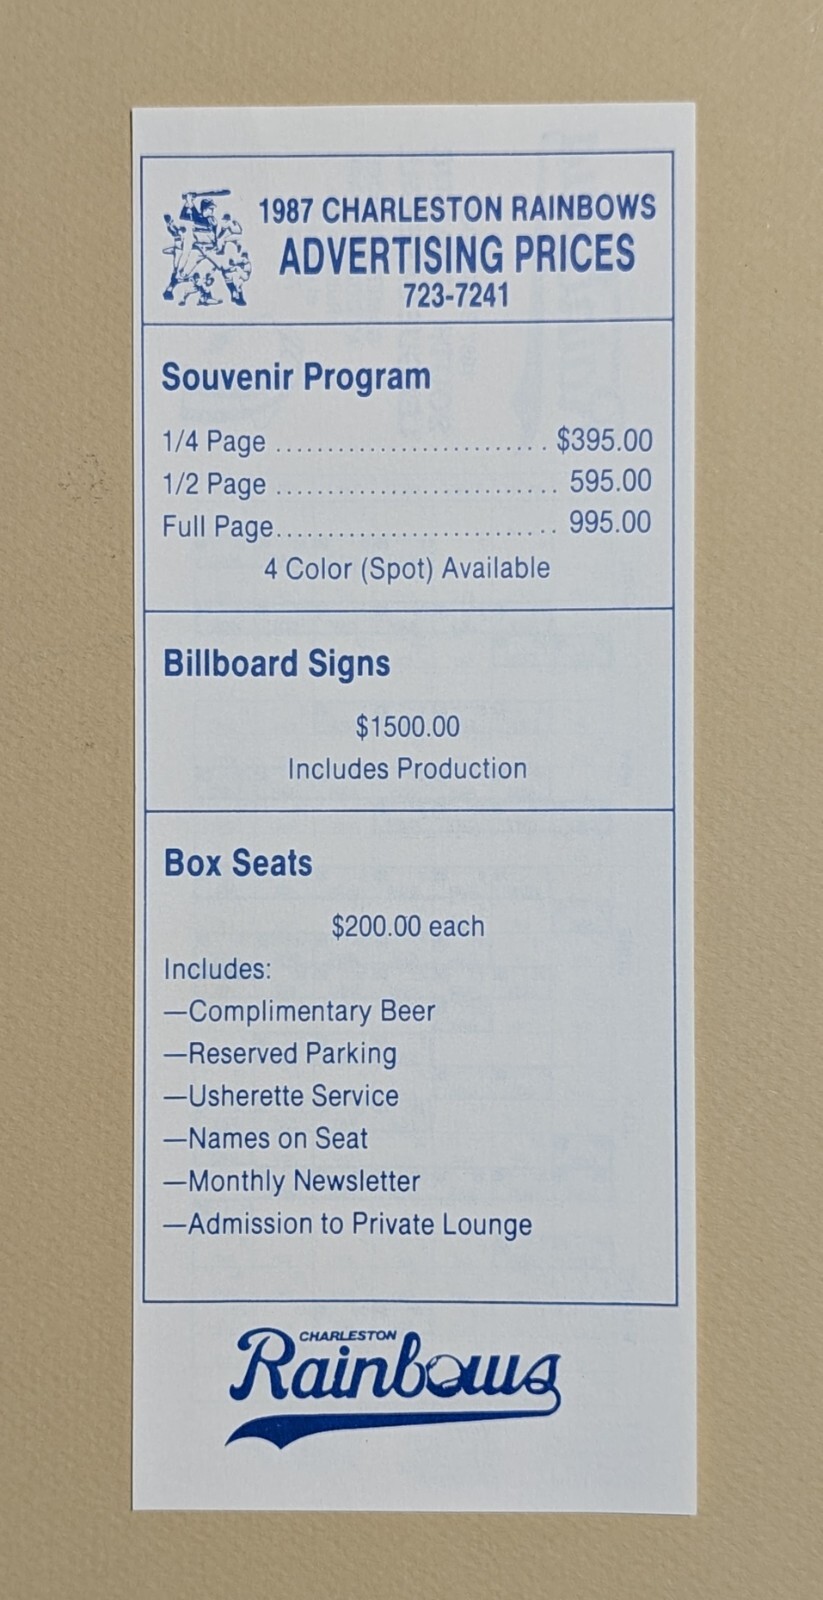 1987 CHARLESTON RAINBOWS
ADVERTISING PRICES
723-7241
Souvenir Program
1/4 Page .......................... $395.00
1/2 Page ........................... 595.00
Full Page........................... 995.00
4 Color (Spot) Available
Billboard Signs
$1500.00
Includes Production
Box Seats
$200.00 each
Includes:
—Complimentary Beer
—Reserved Parking
—Usherette Service
—Names on Seat
—Monthly Newsletter
—Admission to Private Lounge
CHARLESTON
Rainbows